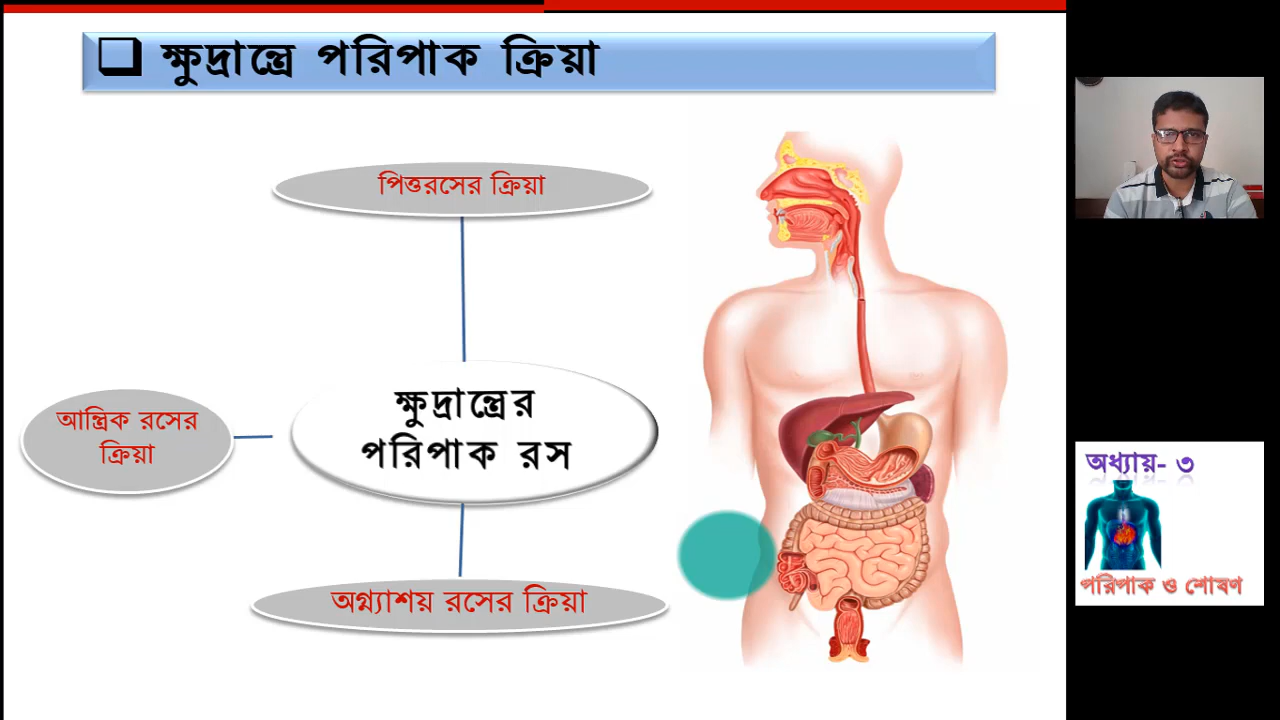 ক্ষুদ্রান্ত্রে পরিপাক ক্রিয়া
পিত্তরসের ক্রিয়া
আন্ত্রিক রসের
ক্রিয়া
ক্ষুদ্রান্ত্রের
পরিপাক রস
অগ্ন্যাশয় রসের ক্রিয়া
অধ্যায়- ৩
পরিপাক ও শোষণ